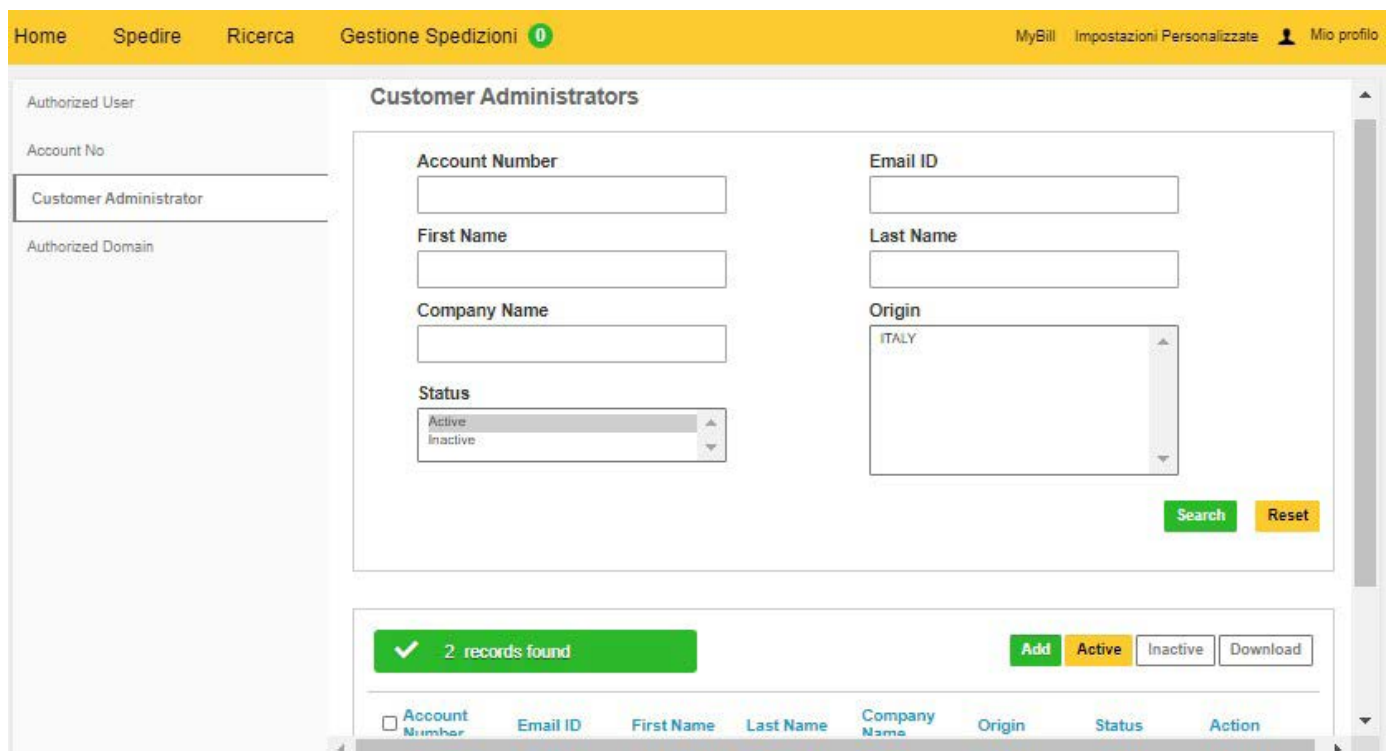 Home Spedire Ricerca Gestione Spedizioni 0 MyBill Impostazioni Personalizzate Mio profilo
Authorized User
Account No
Customer Administrator
Authorized Domain
Customer Administrators
Account Number Email ID
First Name Last Name
Company Name Origin
ITALY
Status
Active
Inactive
Search Reset
2 records found Add Active Inactive Download
Account Number Email ID First Name Last Name Company Name Origin Status Action